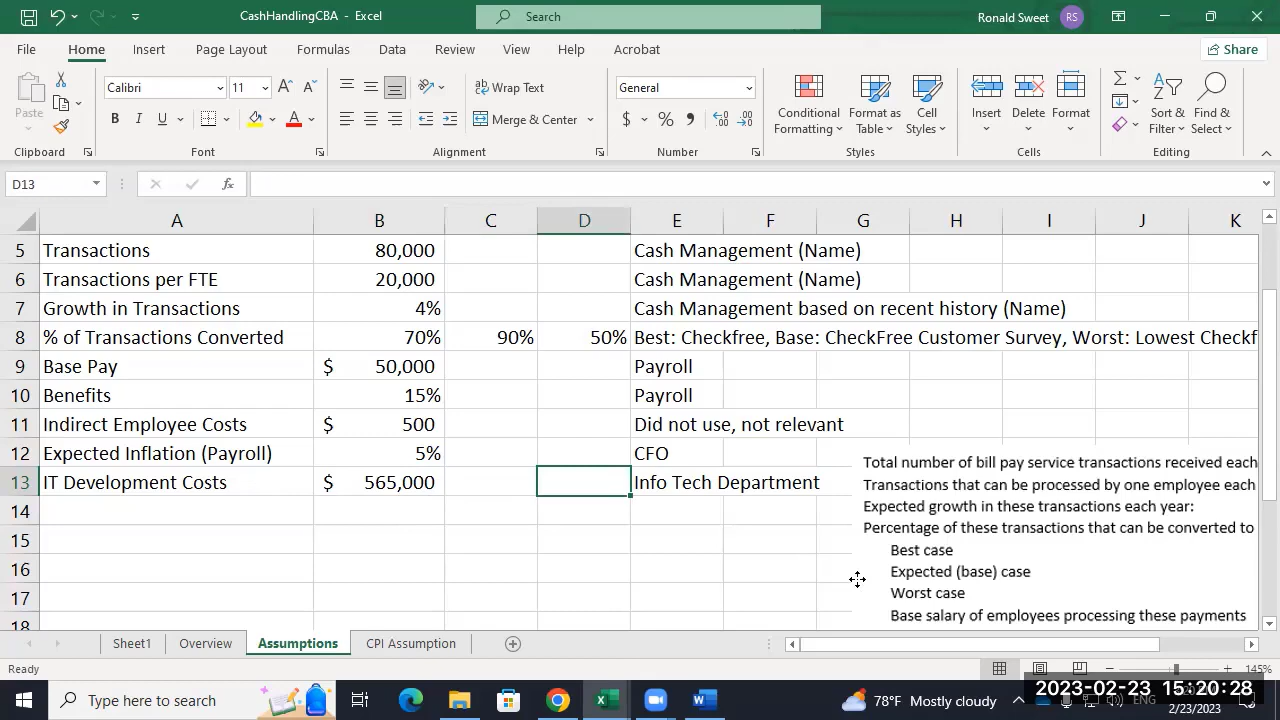 CashHandlingCBA - Excel
Search
Ronald Sweet RS
File Home Insert Page Layout Formulas Data Review View Help Acrobat Share
Paste
Calibri 11
Wrap Text
General
Merge & Center
Conditional Formatting
Format as Table
Cell Styles
Insert Delete Format
Sort & Filter
Find & Select
Clipboard Font Alignment Number Styles Cells Editing
D13 fx
A B C D E F G H I J K
5 Transactions 80,000 Cash Management (Name)
6 Transactions per FTE 20,000 Cash Management (Name)
7 Growth in Transactions 4% Cash Management based on recent history (Name)
8 % of Transactions Converted 70% 90% 50% Best: Checkfree, Base: CheckFree Customer Survey, Worst: Lowest Checkf
9 Base Pay $ 50,000 Payroll
10 Benefits 15% Payroll
11 Indirect Employee Costs $ 500 Did not use, not relevant
12 Expected Inflation (Payroll) 5% CFO
13 IT Development Costs $ 565,000 Info Tech Department
14
15
16
17
18
Total number of bill pay service transactions received each
Transactions that can be processed by one employee each
Expected growth in these transactions each year:
Percentage of these transactions that can be converted to
Best case
Expected (base) case
Worst case
Base salary of employees processing these payments
Sheet1 Overview Assumptions CPI Assumption
Ready 145%
Type here to search
78°F Mostly cloudy
ENG
2023-02-23 15:20:28
2/23/2023